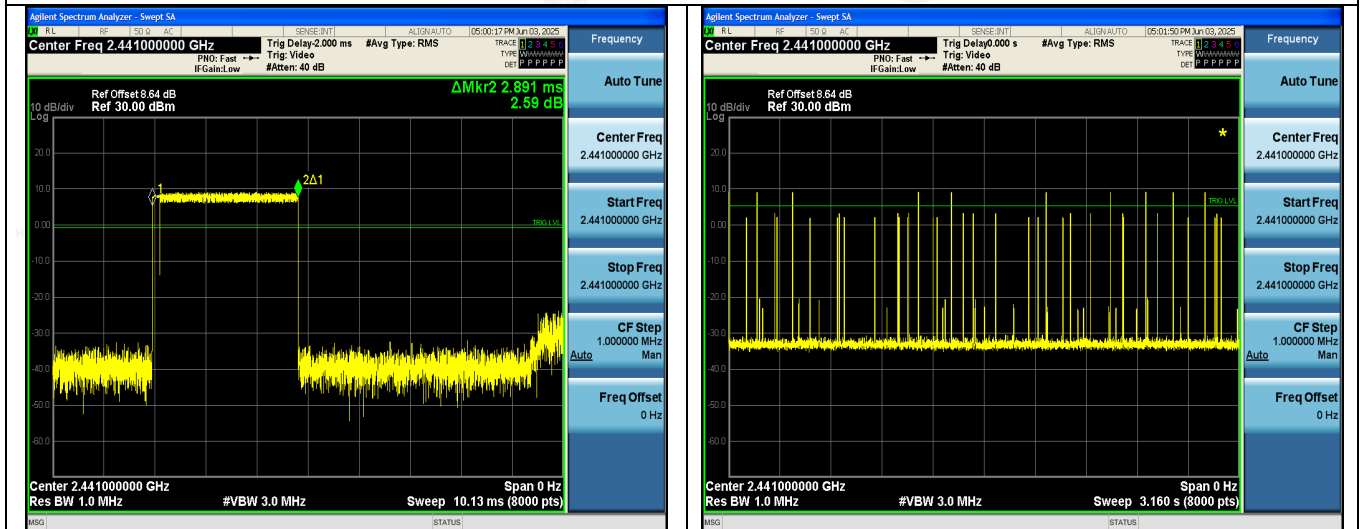 Agilent Spectrum Analyzer - Swept SA
LXI RL RF 50 Ω AC SENSE:INT ALIGN AUTO 05:00:17 PM Jun 03, 2025
Center Freq 2.441000000 GHz
Trig Delay-2.000 ms #Avg Type: RMS
TRACE 1 2 3 4 5 6
PNO: Fast Trig: Video
TYPE
IFGain:Low #Atten: 40 dB
DET P P P P P P
Frequency
ΔMkr2 2.891 ms
2.59 dB
Ref Offset 8.64 dB
10 dB/div Ref 30.00 dBm
Log
20.0
10.0
0.00
-10.0
-20.0
-30.0
-40.0
-50.0
-60.0
1
2Δ1
TRIG LVL
Center 2.441000000 GHz Span 0 Hz
Res BW 1.0 MHz #VBW 3.0 MHz Sweep 10.13 ms (8000 pts)
MSG STATUS
Auto Tune
Center Freq
2.441000000 GHz
Start Freq
2.441000000 GHz
Stop Freq
2.441000000 GHz
CF Step
1.000000 MHz
Auto Man
Freq Offset
0 Hz
Agilent Spectrum Analyzer - Swept SA
LXI RL RF 50 Ω AC SENSE:INT ALIGN AUTO 05:01:50 PM Jun 03, 2025
Center Freq 2.441000000 GHz
Trig Delay0.000 s #Avg Type: RMS
TRACE 1 2 3 4 5 6
PNO: Fast Trig: Video
TYPE
IFGain:Low #Atten: 40 dB
DET P P P P P P
Frequency
Ref Offset 8.64 dB
10 dB/div Ref 30.00 dBm
Log
20.0
10.0
0.00
-10.0
-20.0
-30.0
-40.0
-50.0
-60.0
*
TRIG LVL
Center 2.441000000 GHz Span 0 Hz
Res BW 1.0 MHz #VBW 3.0 MHz Sweep 3.160 s (8000 pts)
MSG STATUS
Auto Tune
Center Freq
2.441000000 GHz
Start Freq
2.441000000 GHz
Stop Freq
2.441000000 GHz
CF Step
1.000000 MHz
Auto Man
Freq Offset
0 Hz